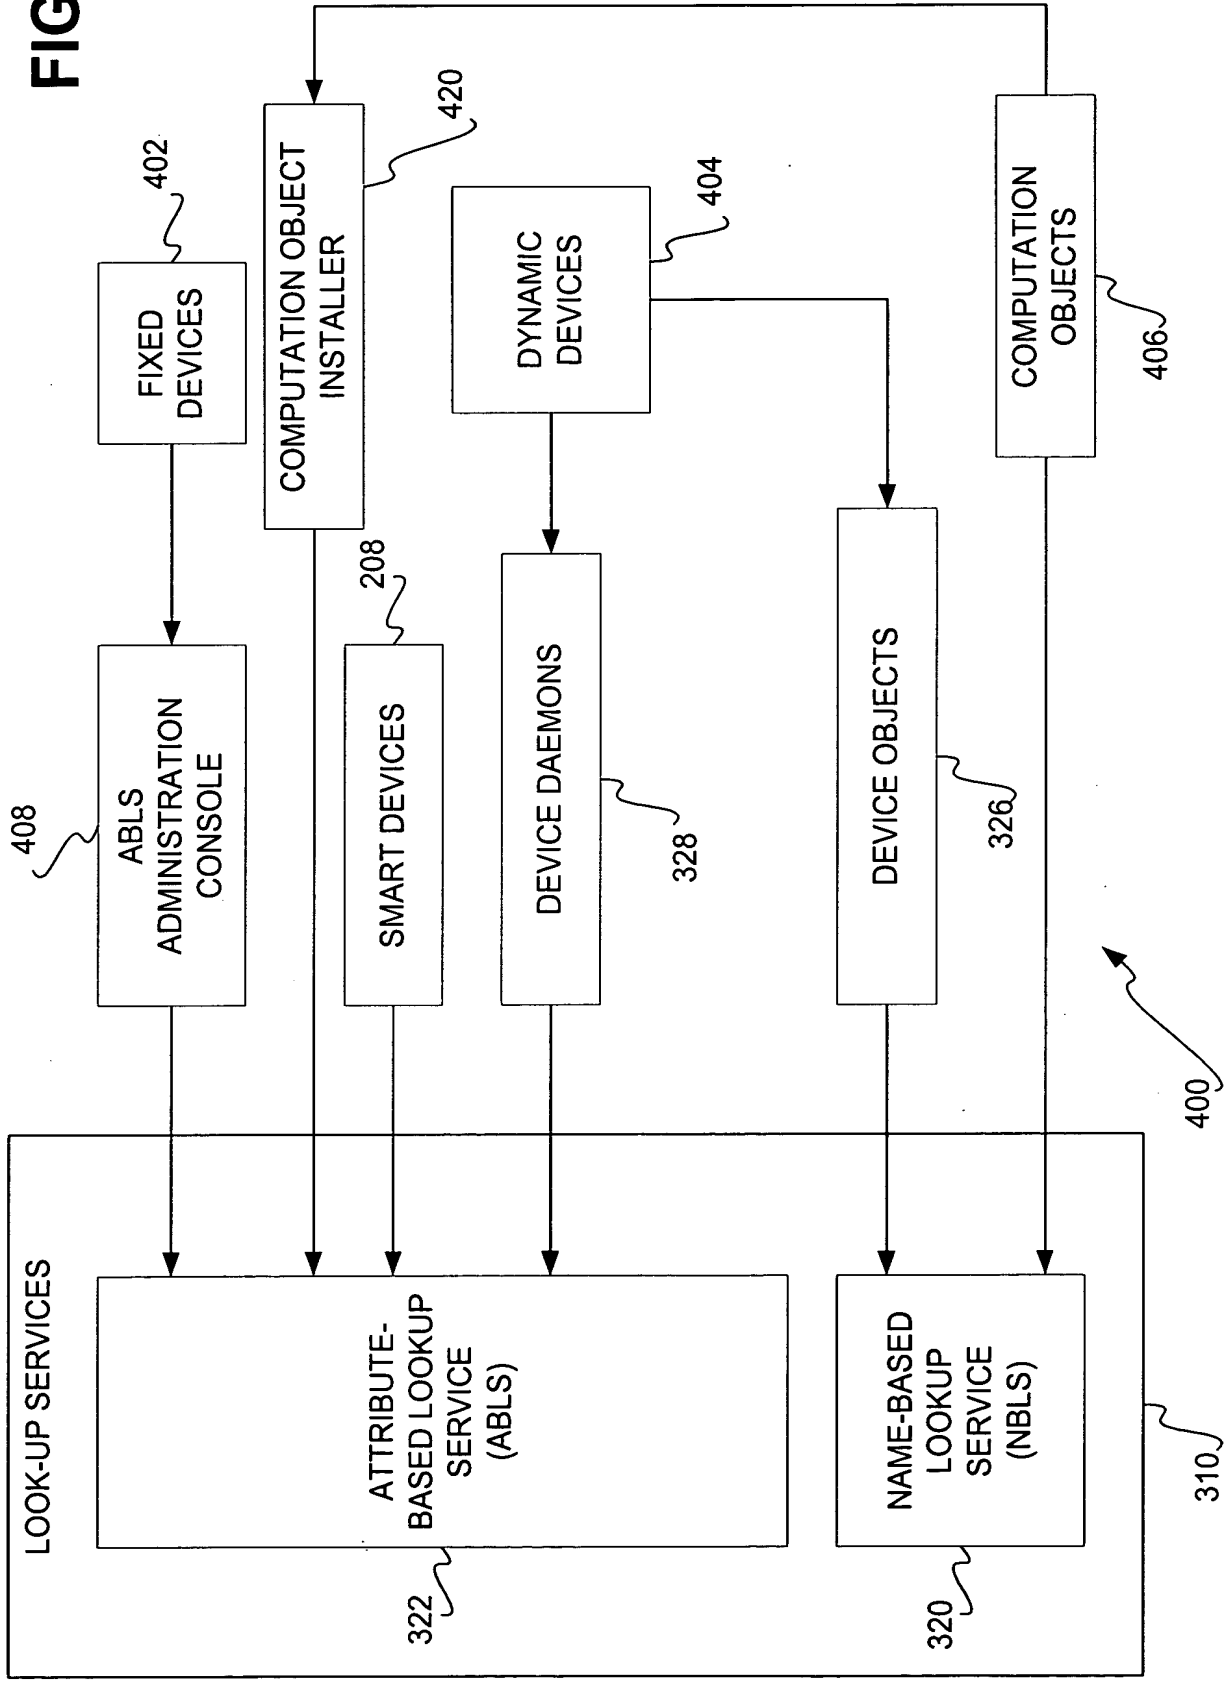 FIG
LOOK-UP SERVICES
ATTRIBUTE-
BASED LOOKUP
SERVICE
(ABLS)
322
NAME-BASED
LOOKUP
SERVICE
(NBLS)
320
310
408
ABLS
ADMINISTRATION
CONSOLE
FIXED
DEVICES
402
COMPUTATION OBJECT
INSTALLER
420
SMART DEVICES
208
DEVICE DAEMONS
328
DYNAMIC
DEVICES
404
DEVICE OBJECTS
326
COMPUTATION
OBJECTS
406
400